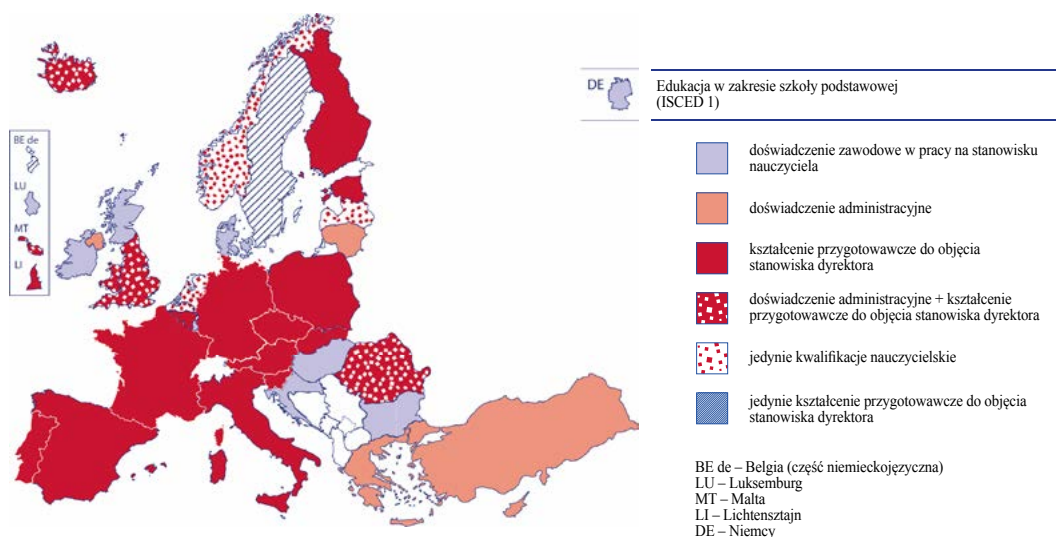 BE de
LU
MT
LI
DE
Edukacja w zakresie szkoły podstawowej
(ISCED 1)
doświadczenie zawodowe w pracy na stanowisku
nauczyciela
doświadczenie administracyjne
kształcenie przygotowawcze do objęcia
stanowiska dyrektora
doświadczenie administracyjne + kształcenie
przygotowawcze do objęcia stanowiska dyrektora
jedynie kwalifikacje nauczycielskie
jedynie kształcenie przygotowawcze do objęcia
stanowiska dyrektora
BE de – Belgia (część niemieckojęzyczna)
LU – Luksemburg
MT – Malta
LI – Lichtensztajn
DE – Niemcy